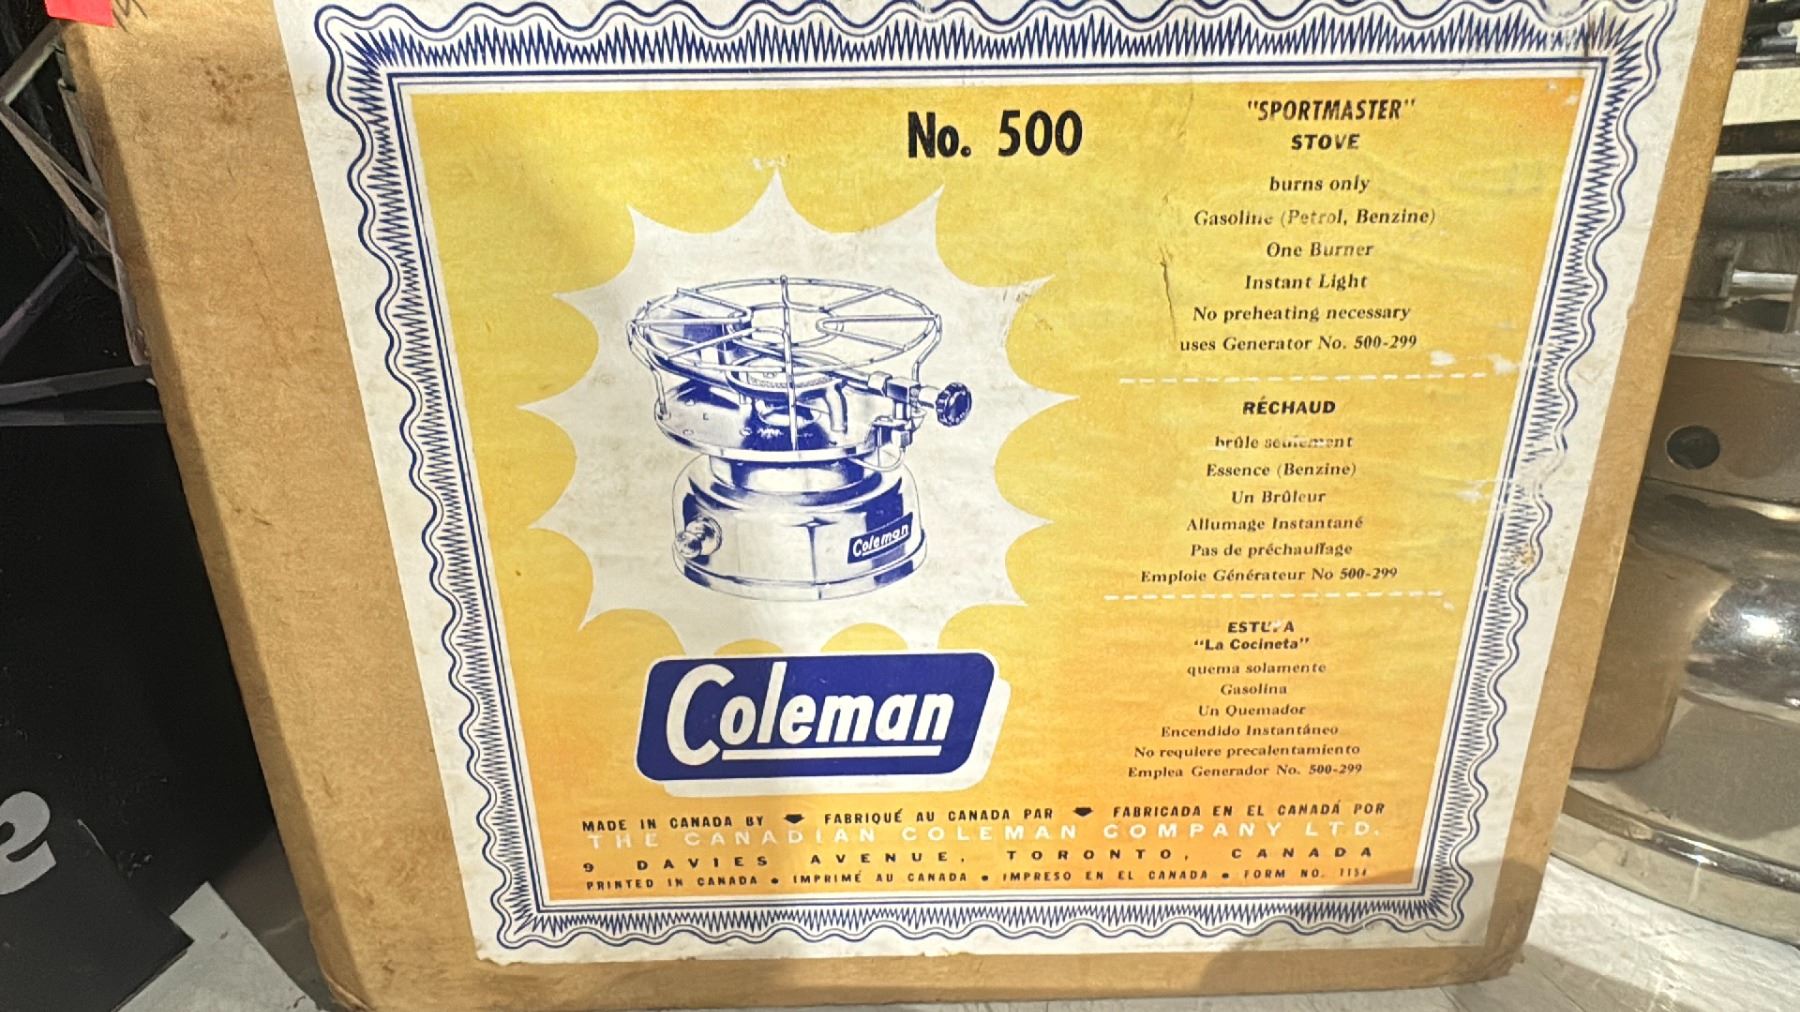 No. 500
"SPORTMASTER"
STOVE
burns only
Gasoline (Petrol, Benzine)
One Burner
Instant Light
No preheating necessary
uses Generator No. 500-299
RÉCHAUD
brûle seulement
Essence (Benzine)
Un Brûleur
Allumage Instantané
Pas de préchauffage
Emploie Générateur No 500-299
ESTUFA
"La Cocineta"
quema solamente
Gasolina
Un Quemador
Encendido Instantáneo
No requiere precalentamiento
Emplea Generador No. 500-299
Coleman
Coleman
MADE IN CANADA BY FABRIQUÉ AU CANADA PAR FABRICADA EN EL CANADÁ POR
THE CANADIAN COLEMAN COMPANY LTD.
9 DAVIES AVENUE, TORONTO, CANADA
PRINTED IN CANADA • IMPRIMÉ AU CANADA • IMPRESO EN EL CANADA • FORM NO.